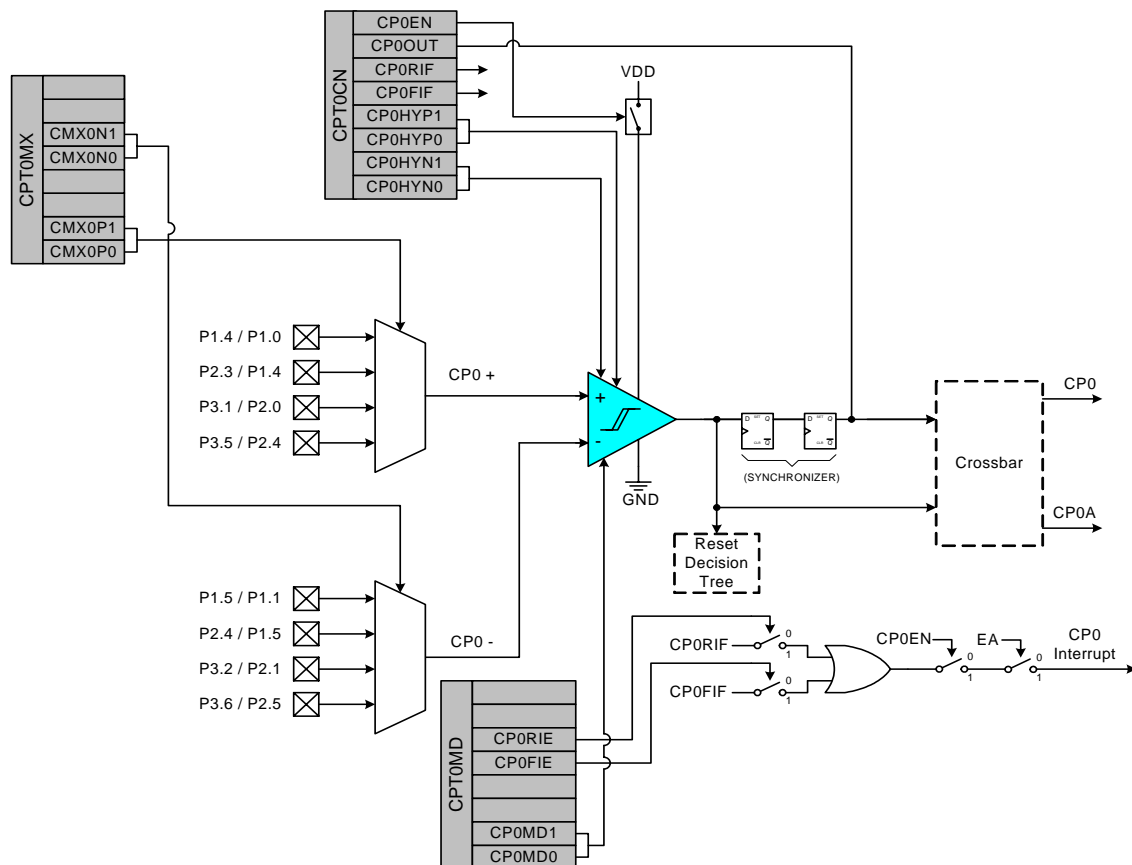 CPT0CN
CP0EN
CP0OUT
CP0RIF
CP0FIF
CP0HYP1
CP0HYP0
CP0HYN1
CP0HYN0
VDD
CPT0MX
CMX0N1
CMX0N0
CMX0P1
CMX0P0
P1.4 / P1.0
P2.3 / P1.4
P3.1 / P2.0
P3.5 / P2.4
CP0 +
+
-
GND
D SET Q
CLR Q
D SET Q
CLR Q
(SYNCHRONIZER)
Reset
Decision
Tree
Crossbar
CP0
CP0A
P1.5 / P1.1
P2.4 / P1.5
P3.2 / P2.1
P3.6 / P2.5
CP0 -
CP0RIF
0
1
CP0FIF
0
1
CP0EN
0
1
EA
0
1
CP0
Interrupt
CPT0MD
CP0RIE
CP0FIE
CP0MD1
CP0MD0